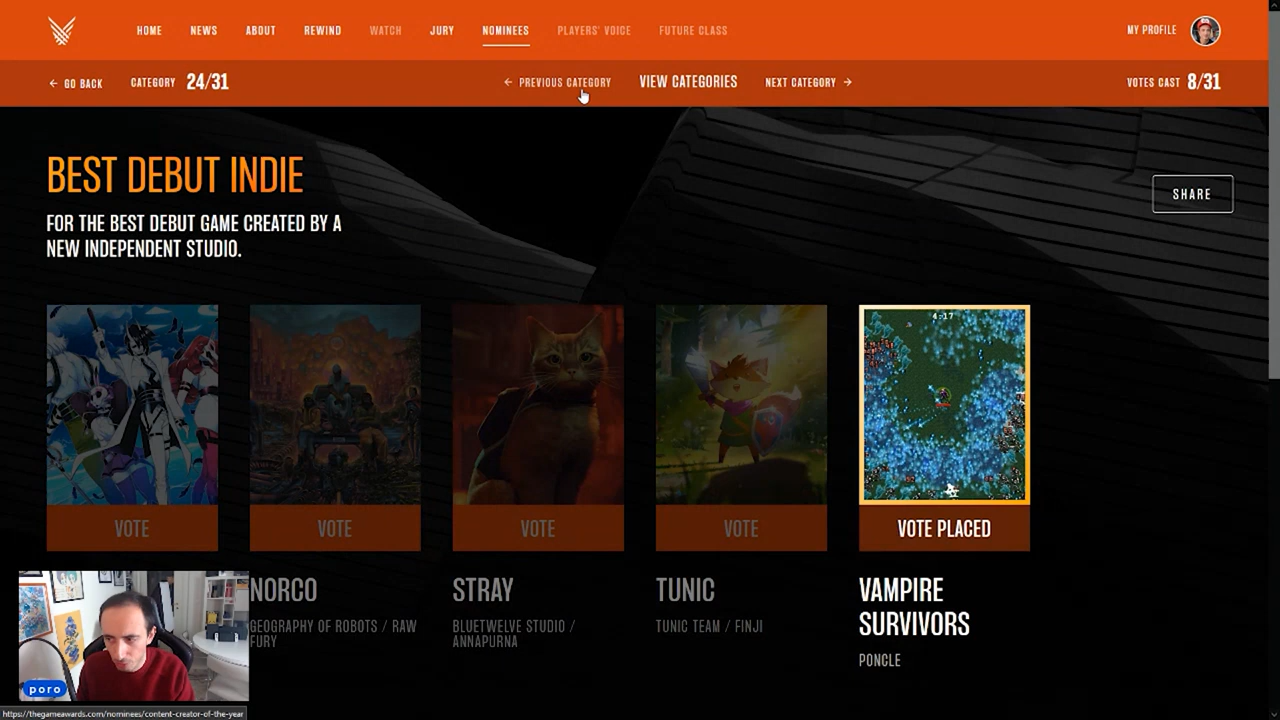 HOME NEWS ABOUT REWIND WATCH JURY NOMINEES PLAYERS' VOICE FUTURE CLASS MY PROFILE
← GO BACK CATEGORY 24/31 ← PREVIOUS CATEGORY VIEW CATEGORIES NEXT CATEGORY → VOTES CAST 8/31
BEST DEBUT INDIE
SHARE
FOR THE BEST DEBUT GAME CREATED BY A
NEW INDEPENDENT STUDIO.
4:17
VOTE VOTE VOTE VOTE VOTE PLACED
NORCO
GEOGRAPHY OF ROBOTS / RAW
FURY
STRAY
BLUETWELVE STUDIO /
ANNAPURNA
TUNIC
TUNIC TEAM / FINJI
VAMPIRE
SURVIVORS
PONCLE
poro
https://thegameawards.com/nominees/content-creator-of-the-year